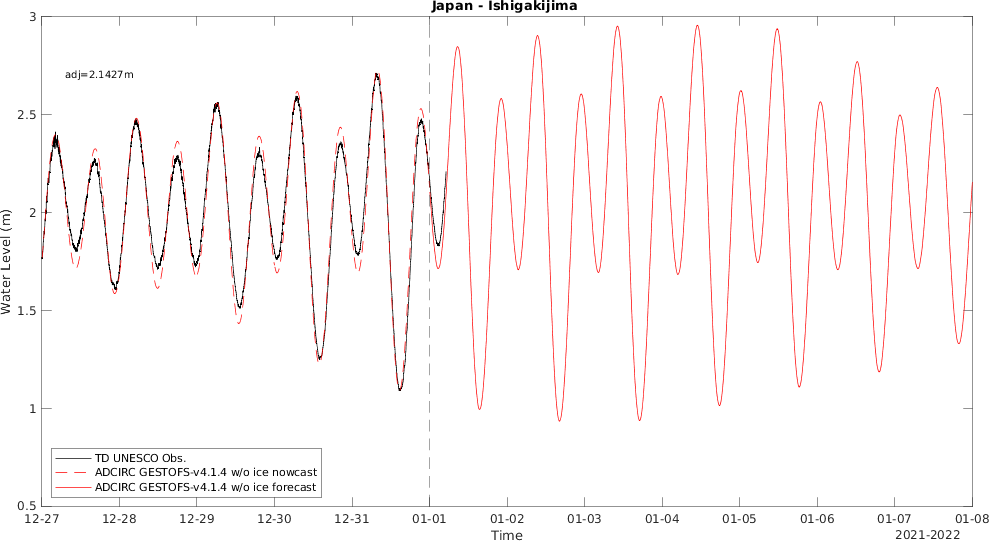 Japan - Ishigakijima
adj=2.1427m
Water Level (m)
3
2.5
2
1.5
1
0.5
TD UNESCO Obs.
ADCIRC GESTOFS-v4.1.4 w/o ice nowcast
ADCIRC GESTOFS-v4.1.4 w/o ice forecast
12-27 12-28 12-29 12-30 12-31 01-01 01-02 01-03 01-04 01-05 01-06 01-07 01-08
Time
2021-2022